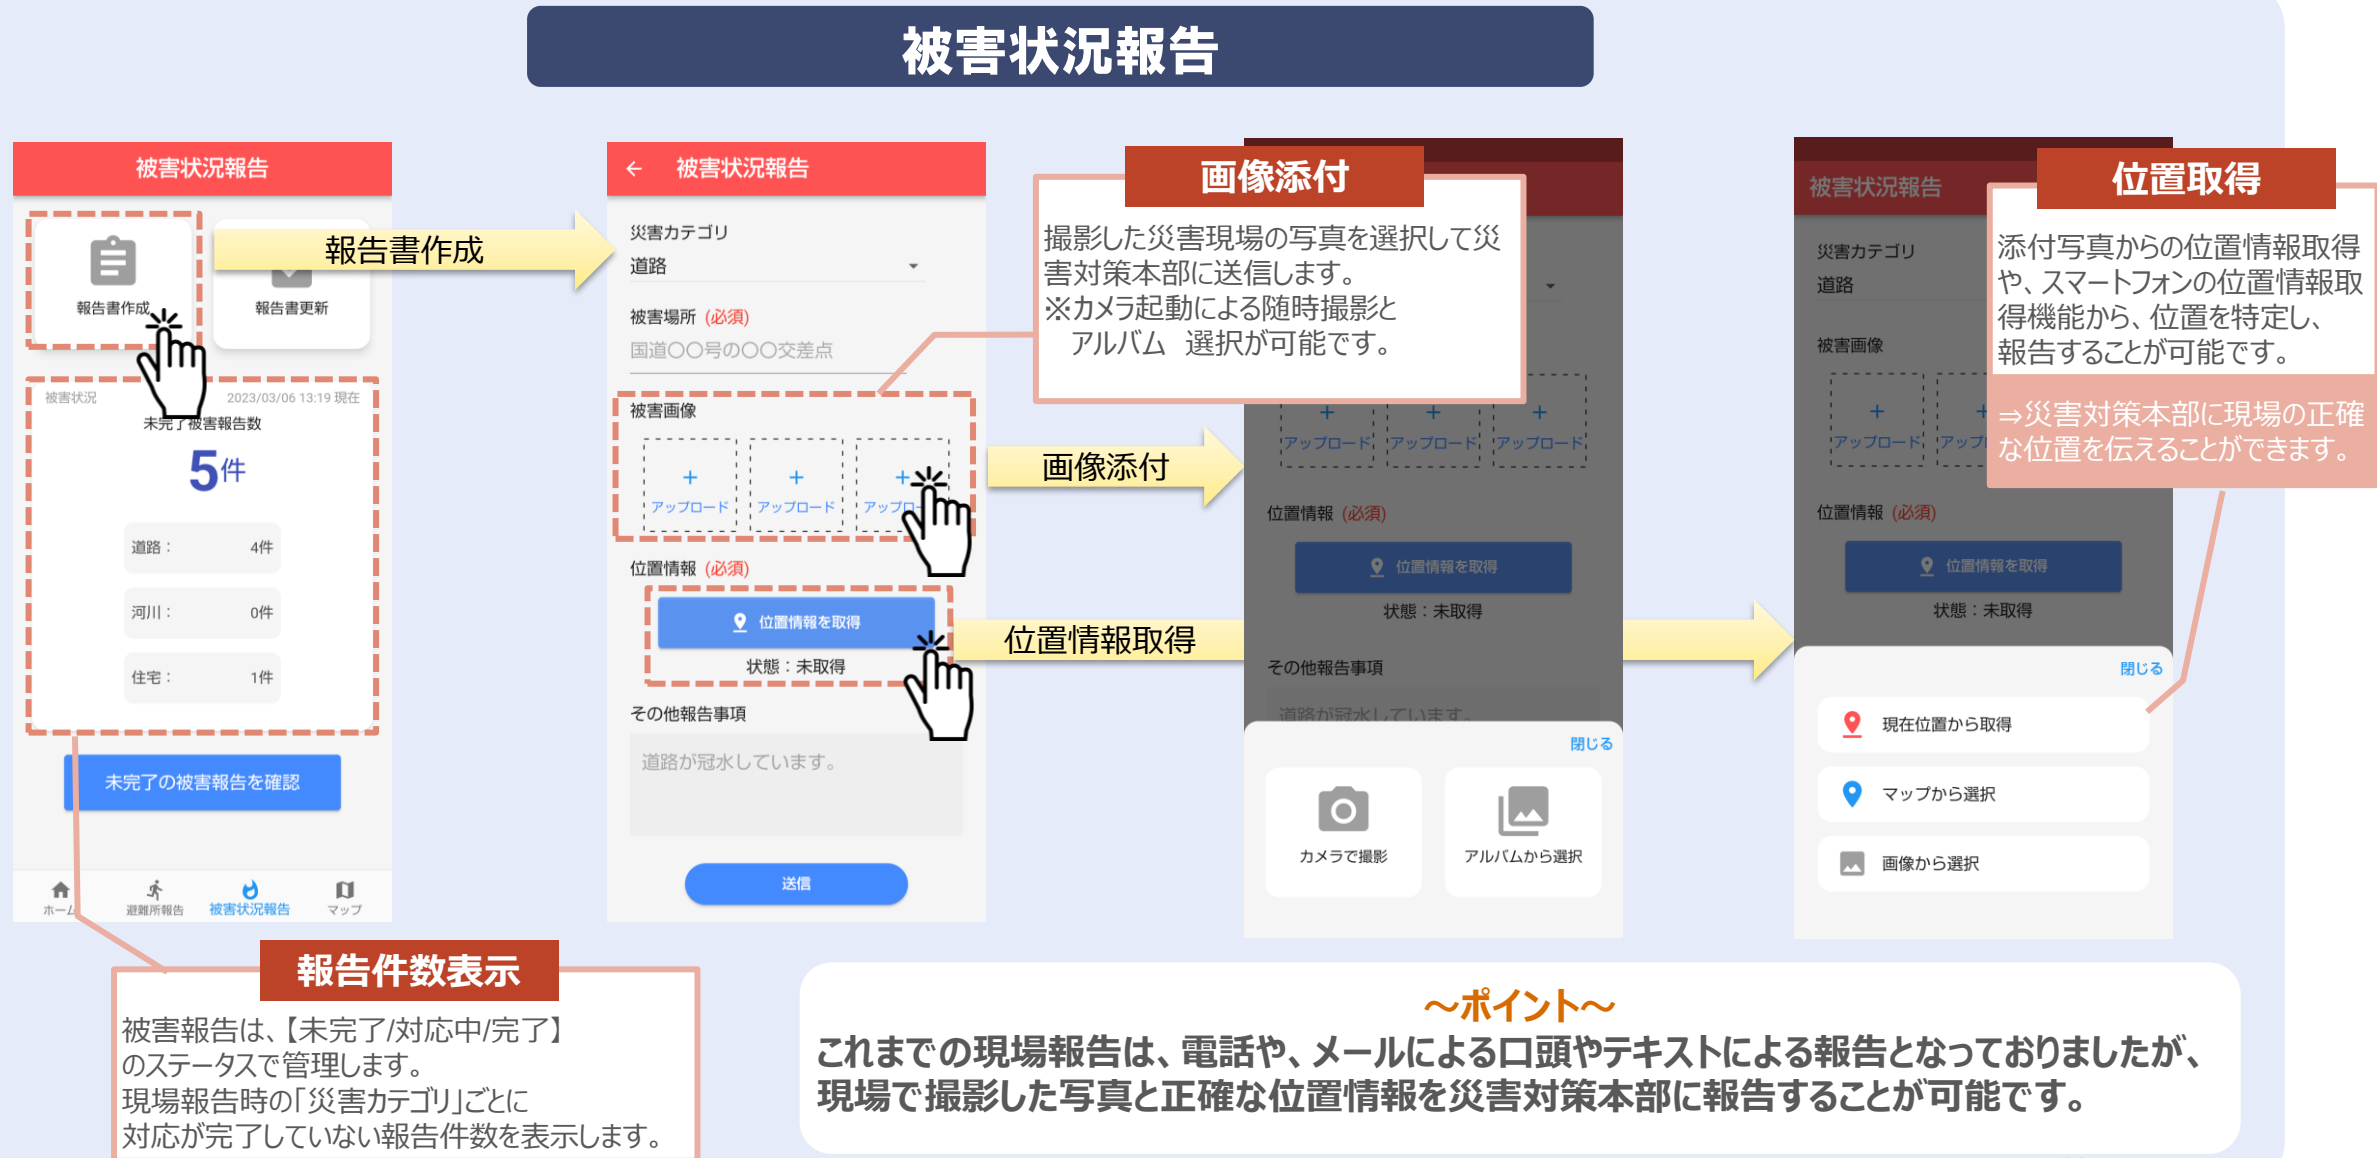 被害状況報告
被害状況報告
報告書作成
報告書更新
報告書作成
被害状況
2023/03/06 13:19 現在
未完了被害報告数
5件
道路：
4件
河川：
0件
住宅：
1件
未完了の被害報告を確認
ホーム
避難所報告
被害状況報告
マップ
報告件数表示
被害報告は、【未完了/対応中/完了】
のステータスで管理します。
現場報告時の「災害カテゴリ」ごとに
対応が完了していない報告件数を表示します。
被害状況報告
災害カテゴリ
道路
被害場所 (必須)
国道〇〇号の〇〇交差点
被害画像
+
+
+
アップロード
アップロード
アップロ
位置情報 (必須)
位置情報を取得
状態：未取得
その他報告事項
道路が冠水しています。
送信
画像添付
位置情報取得
画像添付
撮影した災害現場の写真を選択して災
害対策本部に送信します。
※カメラ起動による随時撮影と
アルバム　選択が可能です。
+
+
+
アップロード
アップロード
アップロード
位置情報 (必須)
位置情報を取得
状態：未取得
その他報告事項
道路が冠水しています。
閉じる
カメラで撮影
アルバムから選択
被害状況報告
災害カテゴリ
道路
被害画像
+
+
アップロード
アップ
位置情報 (必須)
位置情報を取得
状態：未取得
閉じる
現在位置から取得
マップから選択
画像から選択
位置取得
添付写真からの位置情報取得
や、スマートフォンの位置情報取
得機能から、位置を特定し、
報告することが可能です。
⇒災害対策本部に現場の正確
な位置を伝えることができます。
～ポイント～
これまでの現場報告は、電話や、メールによる口頭やテキストによる報告となっておりましたが、
現場で撮影した写真と正確な位置情報を災害対策本部に報告することが可能です。